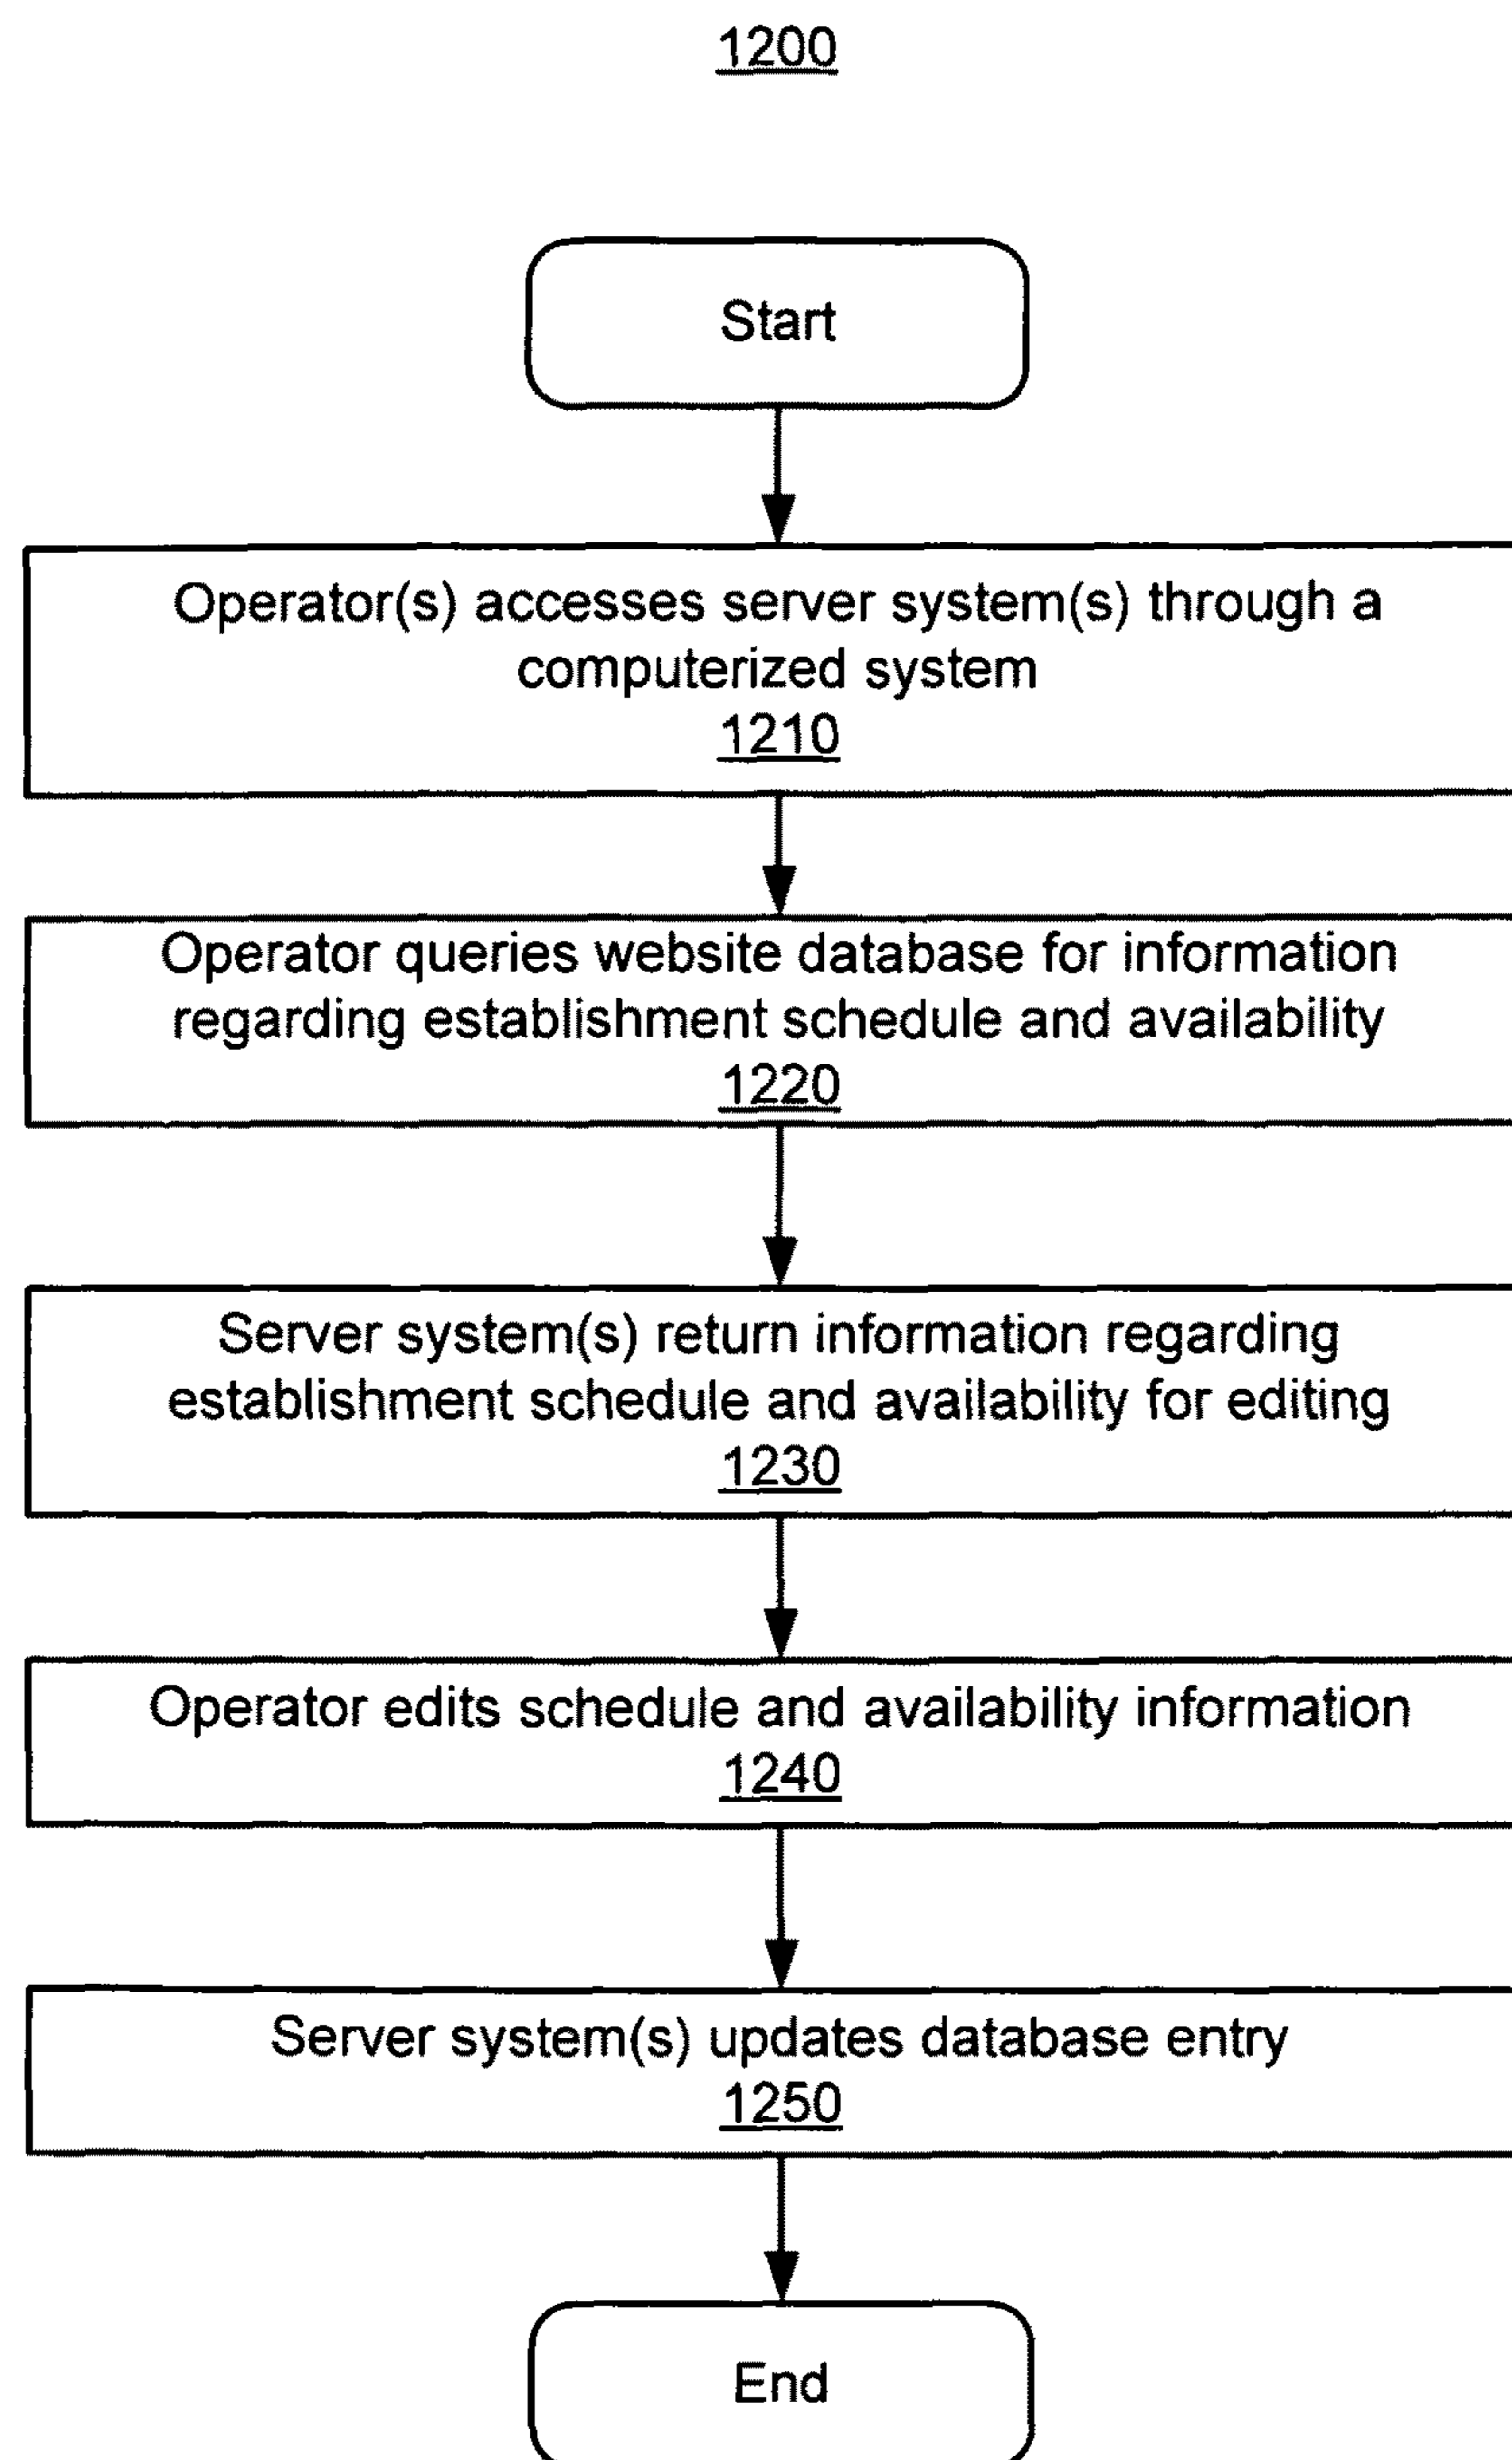 1200
Start
Operator(s) accesses server system(s) through a
computerized system
1210
Operator queries website database for information
regarding establishment schedule and availability
1220
Server system(s) return information regarding
establishment schedule and availability for editing
1230
Operator edits schedule and availability information
1240
Server system(s) updates database entry
1250
End